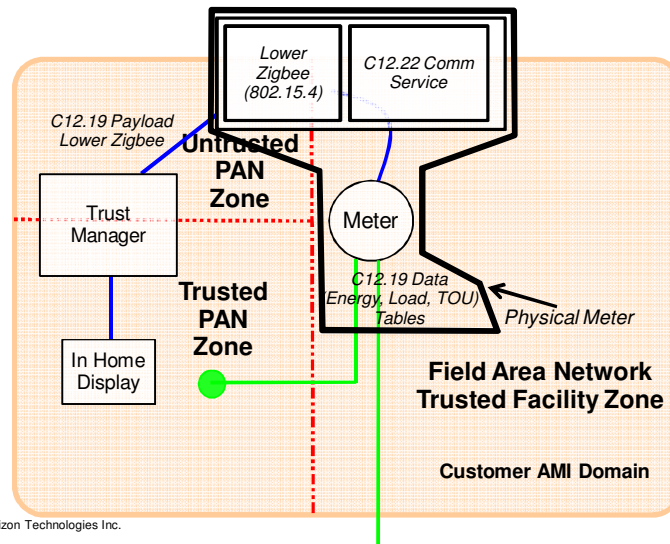 Lower
Zigbee
(802.15.4)
C12.22 Comm
Service
C12.19 Payload
Lower Zigbee
Untrusted
PAN
Zone
Trust
Manager
Meter
C12.19 Data
(Energy, Load, TOU)
Tables
Physical Meter
Trusted
PAN
Zone
In Home
Display
Field Area Network
Trusted Facility Zone
Customer AMI Domain
izon Technologies Inc.